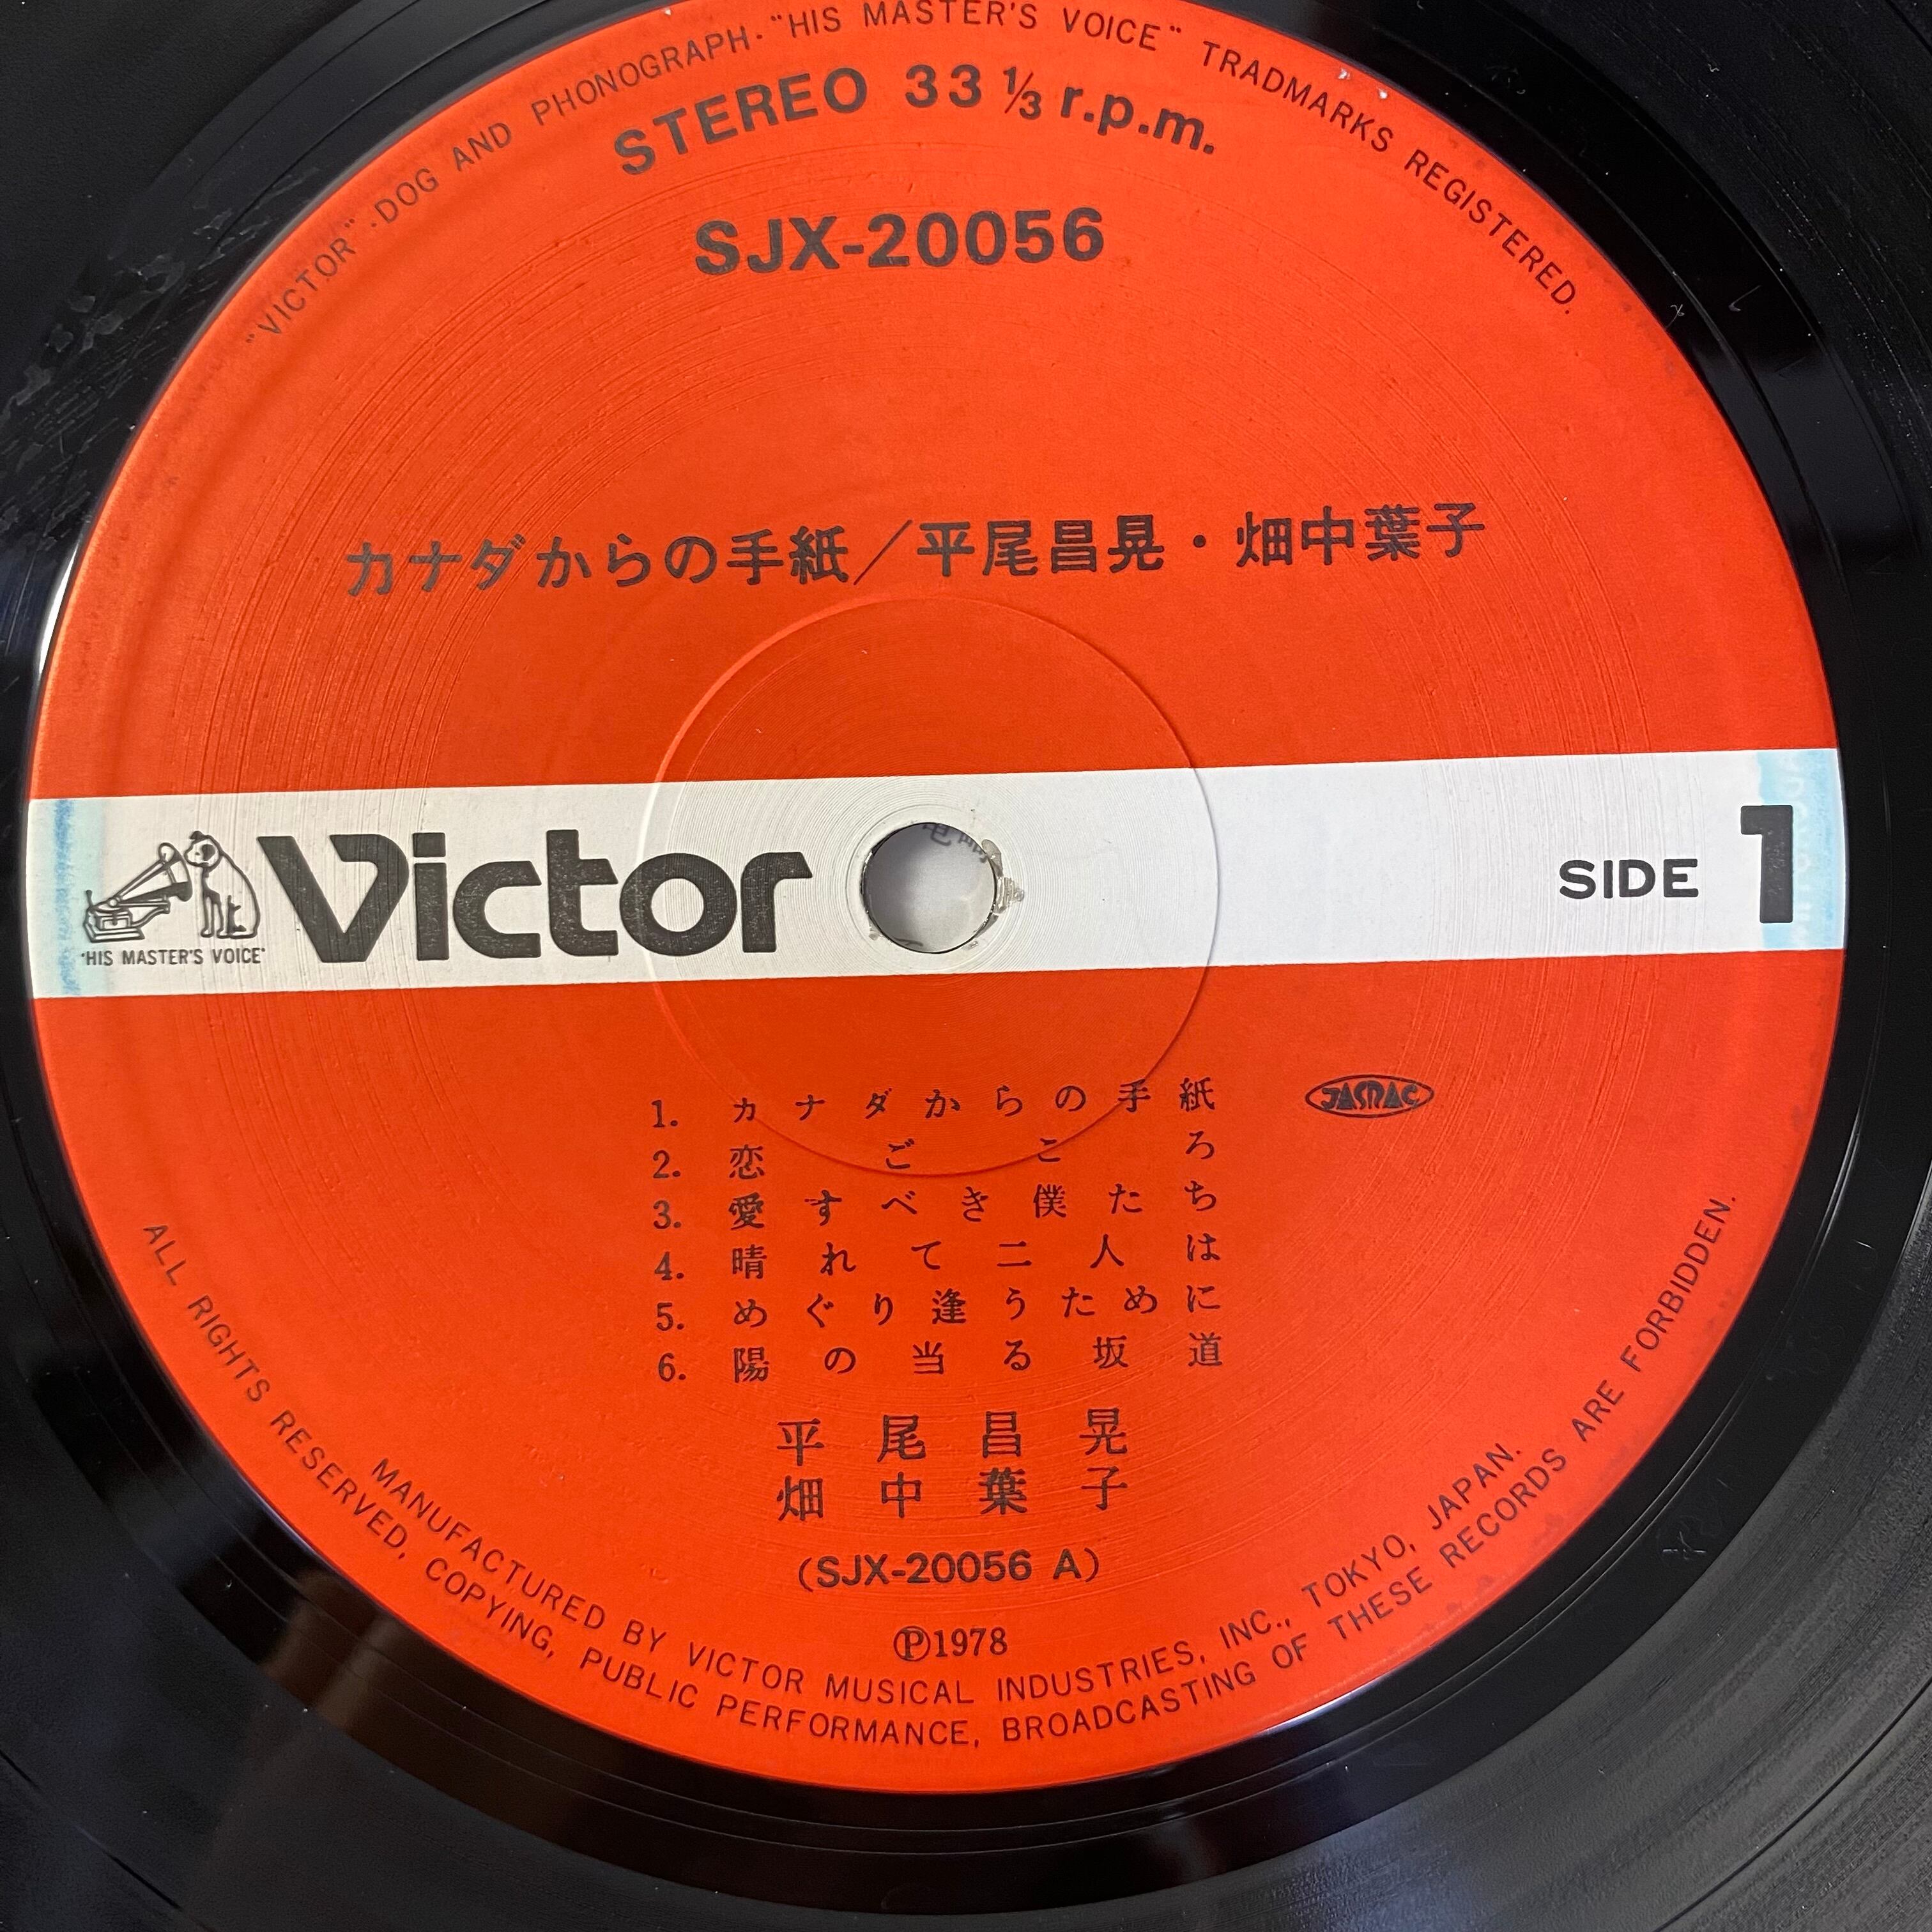 "VICTOR"·DOG AND PHONOGRAPH·"HIS MASTER'S VOICE" TRADMARKS REGISTERED.
STEREO 33 ⅓ r.p.m.
SJX-20056
カナダからの手紙／平尾昌晃・畑中葉子
'HIS MASTER'S VOICE'
Victor
SIDE 1
1. カナダからの手紙
JASRAC
2. 恋ごころ
3. 愛すべき僕たち
4. 晴れて二人は
5. めぐり逢うために
6. 陽の当る坂道
平尾昌晃
畑中葉子
(SJX-20056 A)
Ⓟ1978
MANUFACTURED BY VICTOR MUSICAL INDUSTRIES, INC., TOKYO, JAPAN.
ALL RIGHTS RESERVED, COPYING, PUBLIC PERFORMANCE, BROADCASTING OF THESE RECORDS ARE FORBIDDEN.